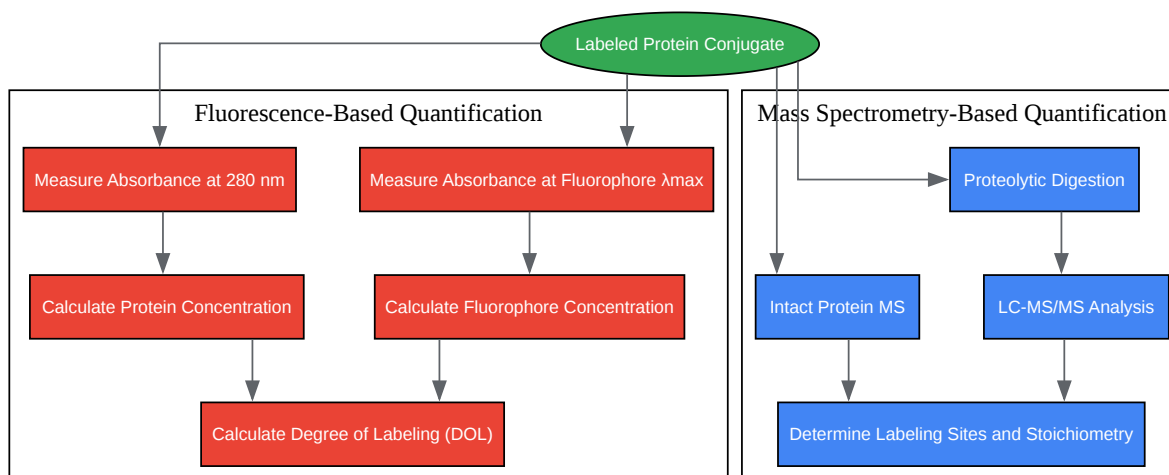 Labeled Protein Conjugate
Fluorescence-Based Quantification
Mass Spectrometry-Based Quantification
Measure Absorbance at 280 nm
Measure Absorbance at Fluorophore λmax
Proteolytic Digestion
Calculate Protein Concentration
Calculate Fluorophore Concentration
Intact Protein MS
LC-MS/MS Analysis
Calculate Degree of Labeling (DOL)
Determine Labeling Sites and Stoichiometry